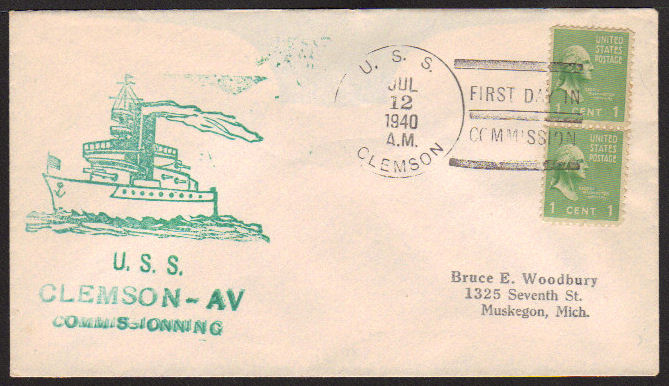 U. S. S.
JUL
12
1940
A.M.
CLEMSON
FIRST DAY IN
COMMISSION
UNITED
STATES
POSTAGE
1 CENT 1
UNITED
STATES
POSTAGE
1 CENT 1
U. S. S.
CLEMSON-AV
COMMISSIONNING
Bruce E. Woodbury
1325 Seventh St.
Muskegon, Mich.